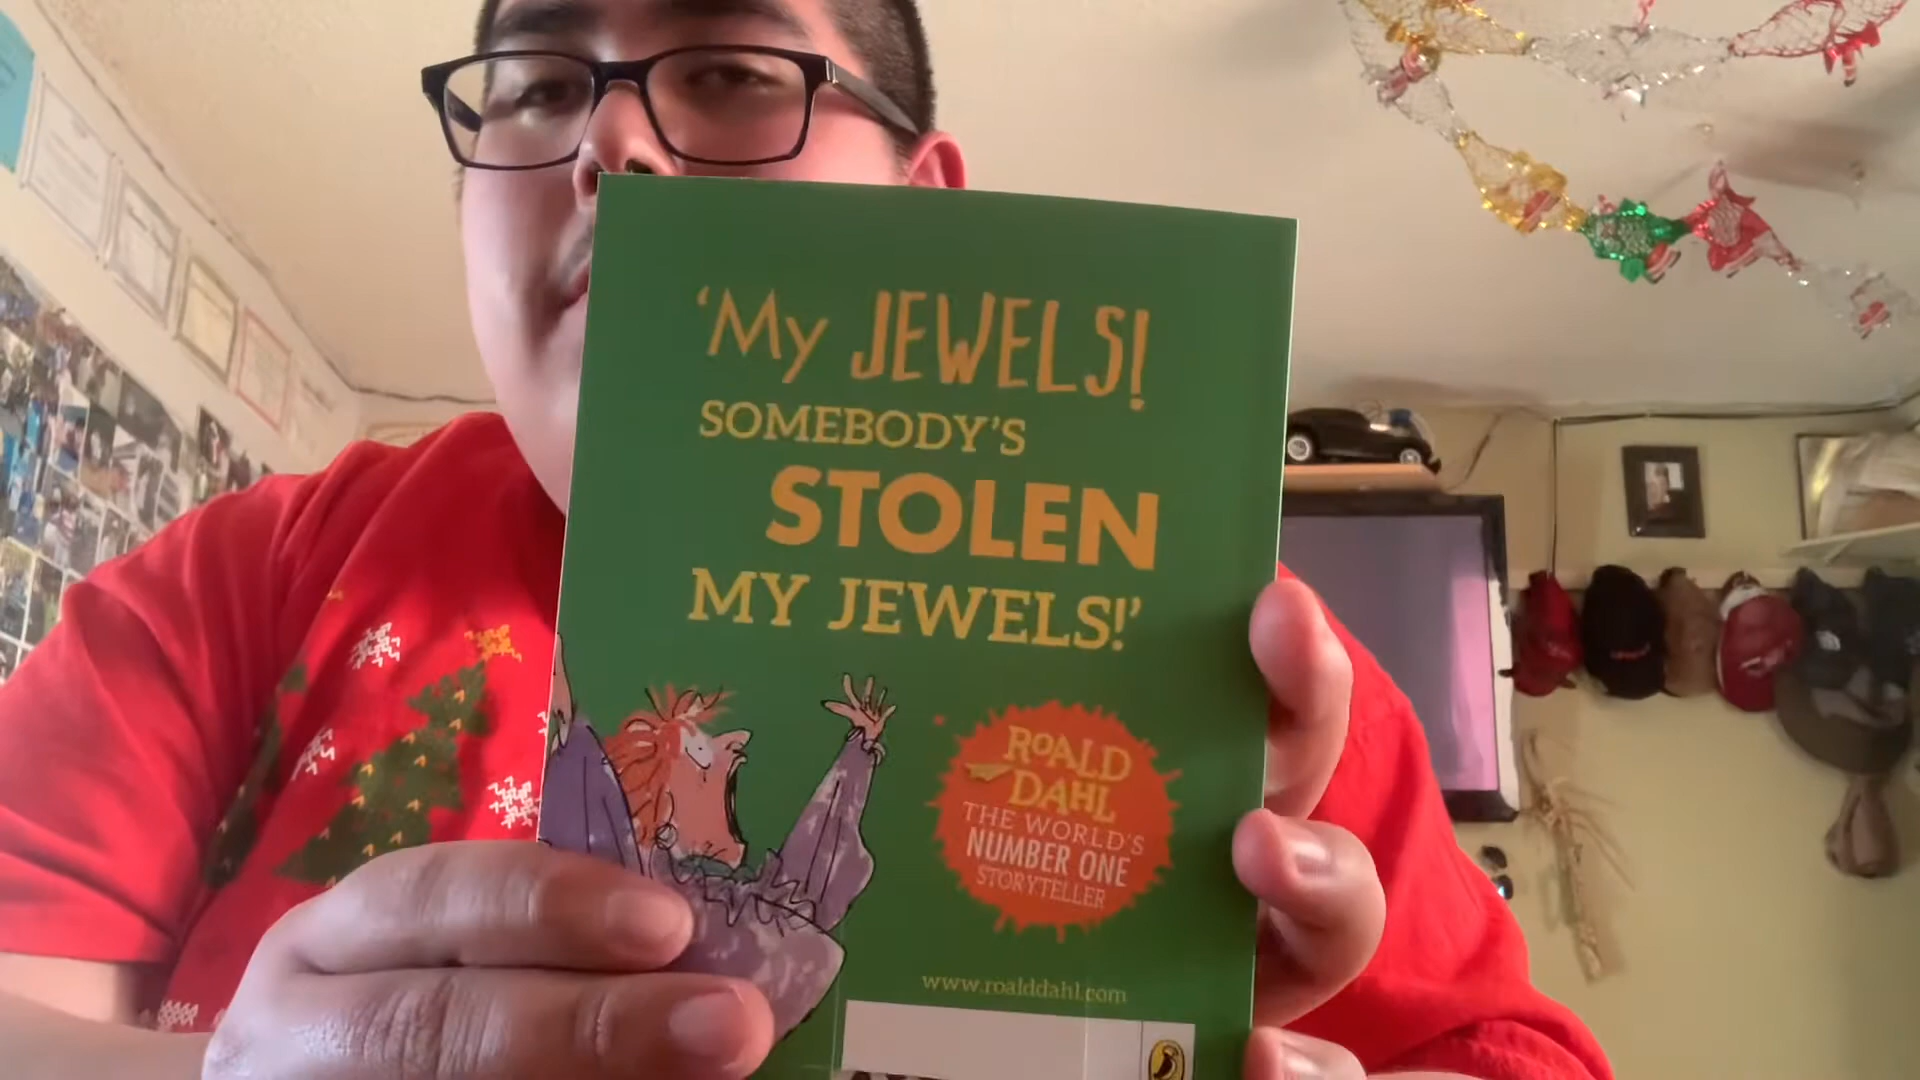 ‘My JEWELS!
SOMEBODY’S
STOLEN
MY JEWELS!’
ROALD
DAHL
THE WORLD’S
NUMBER ONE
STORYTELLER
www.roalddahl.com